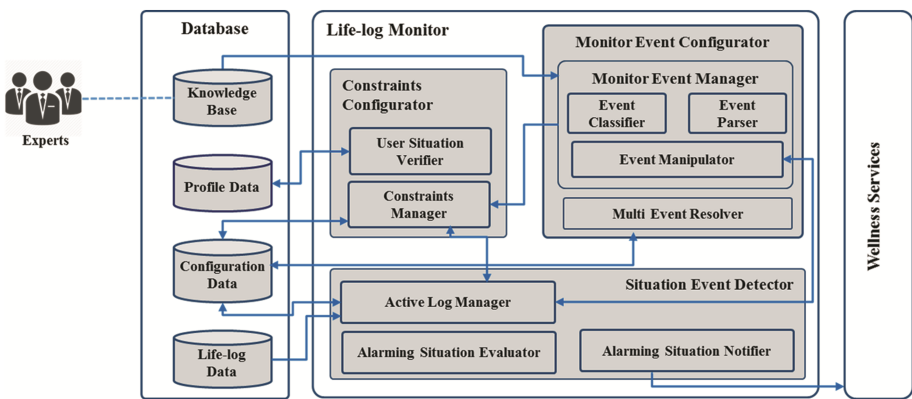 Database
Life-log Monitor
Monitor Event Configurator
Monitor Event Manager
Constraints
Configurator
Knowledge
Base
Event
Classifier
Event
Parser
Experts
User Situation
Verifier
Event Manipulator
Profile Data
Constraints
Manager
Multi Event Resolver
Wellness Services
Configuration
Data
Situation Event Detector
Active Log Manager
Life-log
Data
Alarming Situation Evaluator
Alarming Situation Notifier